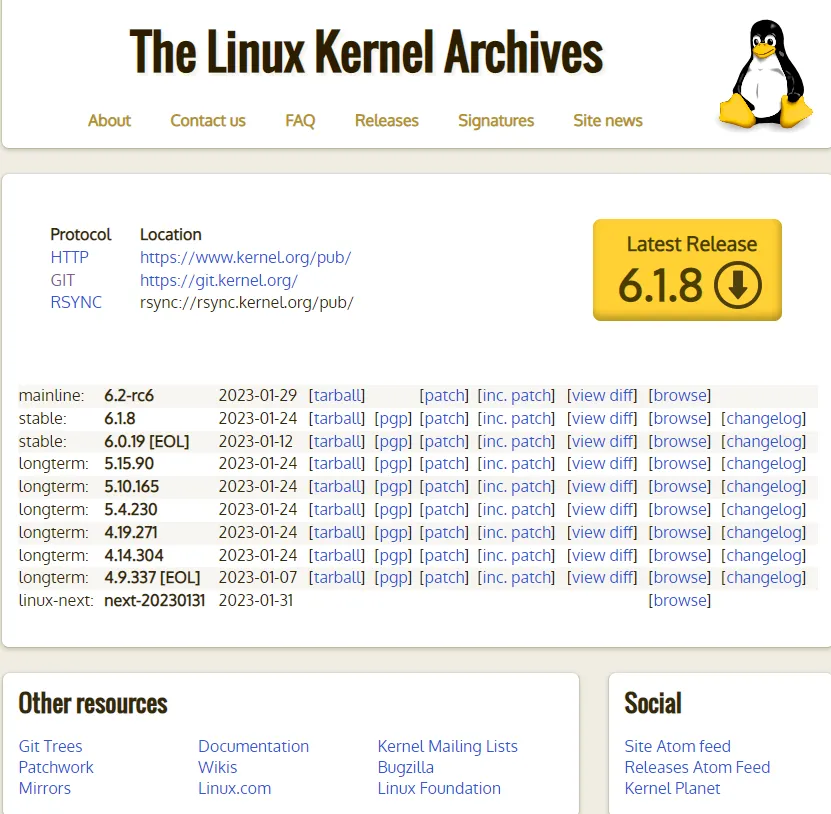 The Linux Kernel Archives
About Contact us FAQ Releases Signatures Site news
Protocol Location
HTTP https://www.kernel.org/pub/
GIT https://git.kernel.org/
RSYNC rsync://rsync.kernel.org/pub/
Latest Release
6.1.8
mainline: 6.2-rc6 2023-01-29 [tarball] [patch] [inc. patch] [view diff] [browse]
stable: 6.1.8 2023-01-24 [tarball] [pgp] [patch] [inc. patch] [view diff] [browse] [changelog]
stable: 6.0.19 [EOL] 2023-01-12 [tarball] [pgp] [patch] [inc. patch] [view diff] [browse] [changelog]
longterm: 5.15.90 2023-01-24 [tarball] [pgp] [patch] [inc. patch] [view diff] [browse] [changelog]
longterm: 5.10.165 2023-01-24 [tarball] [pgp] [patch] [inc. patch] [view diff] [browse] [changelog]
longterm: 5.4.230 2023-01-24 [tarball] [pgp] [patch] [inc. patch] [view diff] [browse] [changelog]
longterm: 4.19.271 2023-01-24 [tarball] [pgp] [patch] [inc. patch] [view diff] [browse] [changelog]
longterm: 4.14.304 2023-01-24 [tarball] [pgp] [patch] [inc. patch] [view diff] [browse] [changelog]
longterm: 4.9.337 [EOL] 2023-01-07 [tarball] [pgp] [patch] [inc. patch] [view diff] [browse] [changelog]
linux-next: next-20230131 2023-01-31 [browse]
Other resources
Git Trees Documentation Kernel Mailing Lists
Patchwork Wikis Bugzilla
Mirrors Linux.com Linux Foundation
Social
Site Atom feed
Releases Atom Feed
Kernel Planet